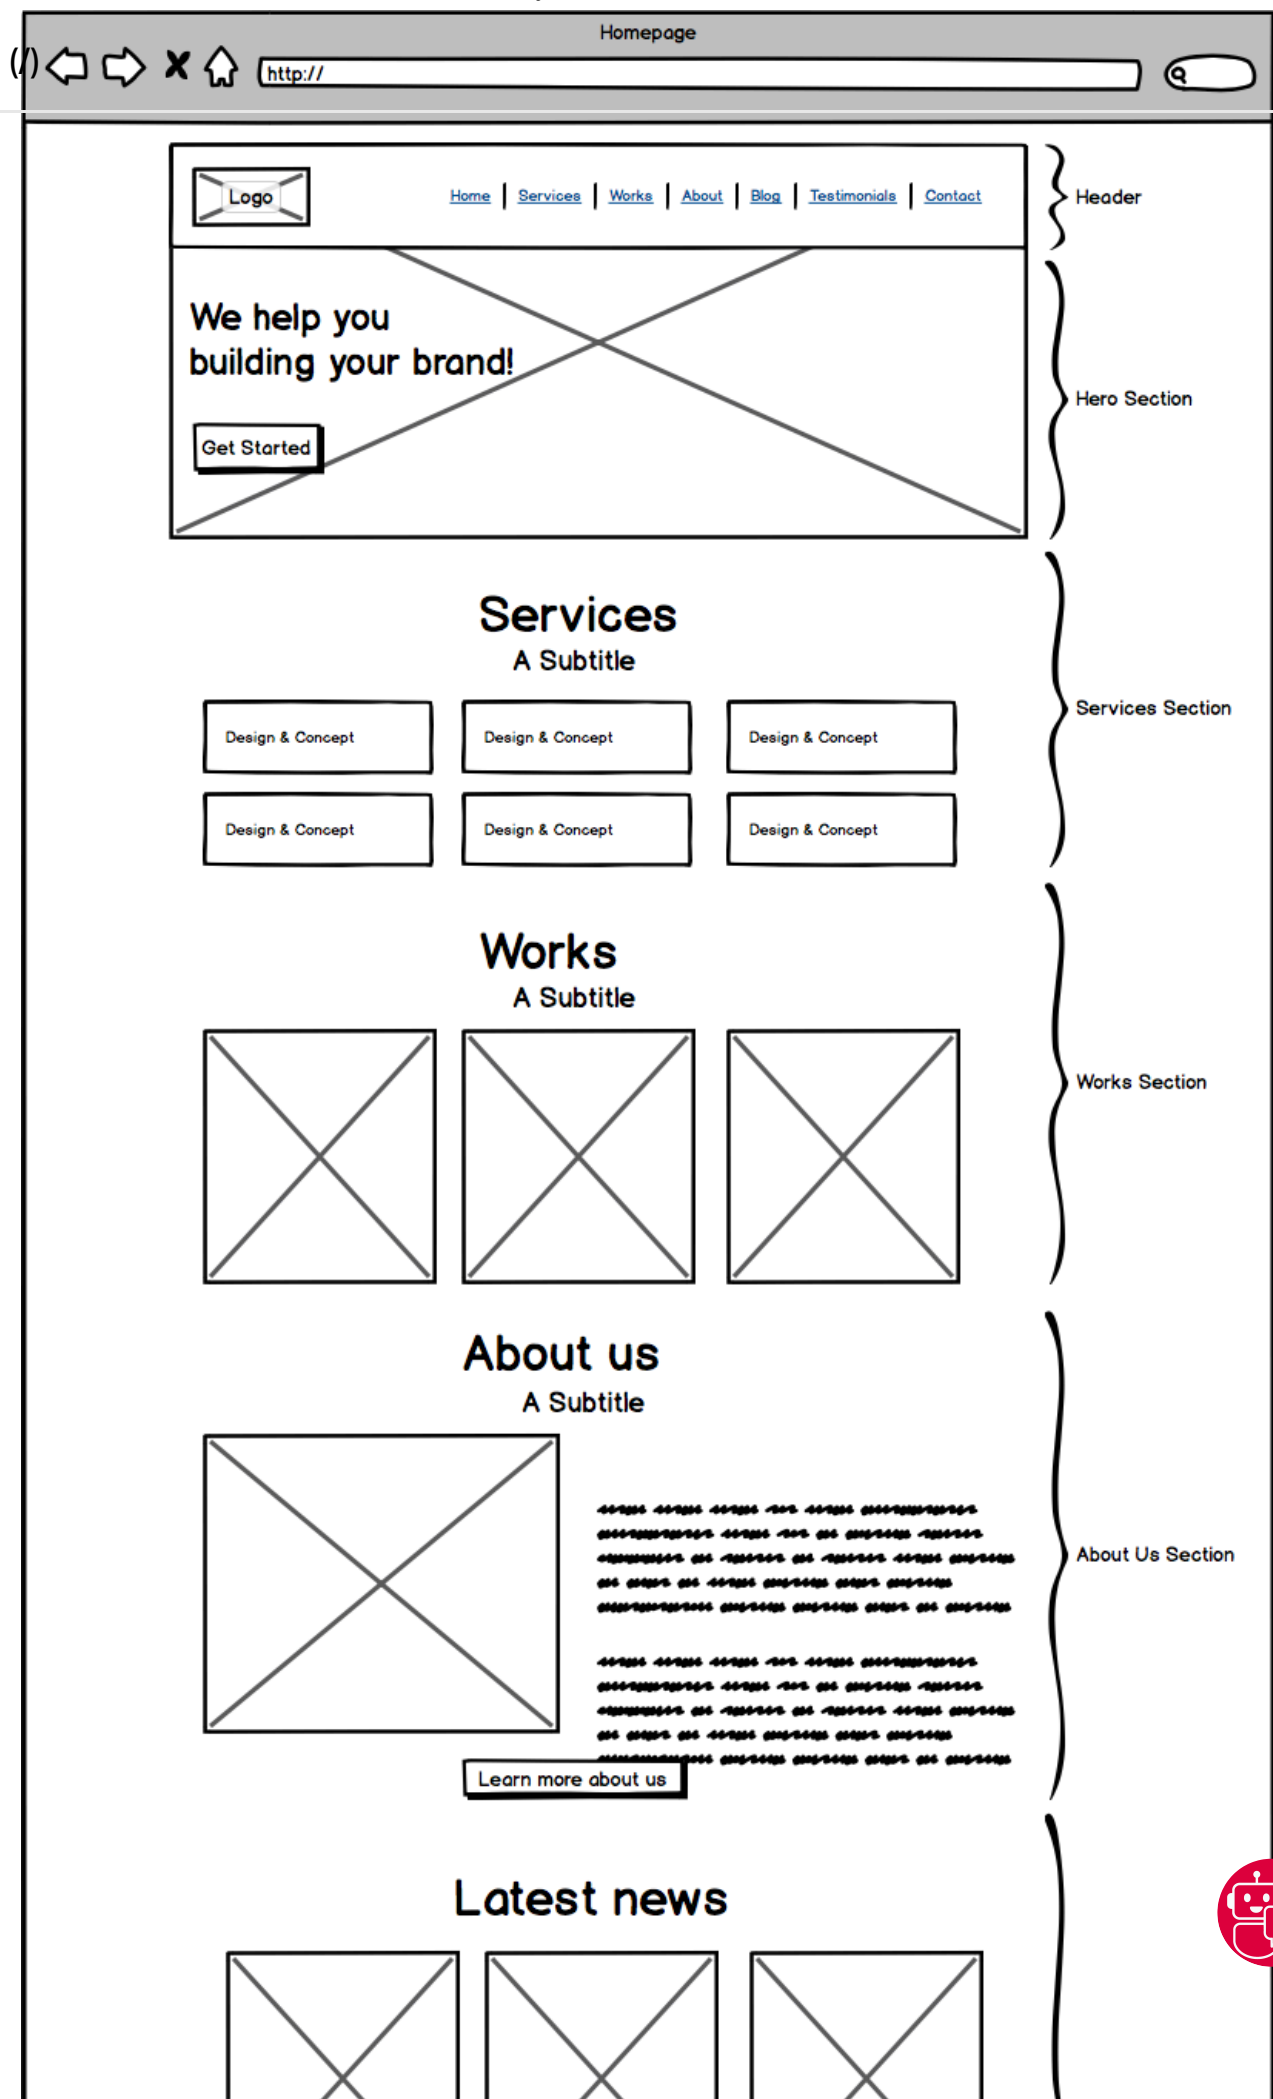 Homepage
(/)
http://
Logo
Home | Services | Works | About | Blog | Testimonials | Contact
Header
We help you
building your brand!
Get Started
Hero Section
Services
A Subtitle
Design & Concept
Design & Concept
Design & Concept
Design & Concept
Design & Concept
Design & Concept
Services Section
Works
A Subtitle
Works Section
About us
A Subtitle
About Us Section
Learn more about us
Latest news